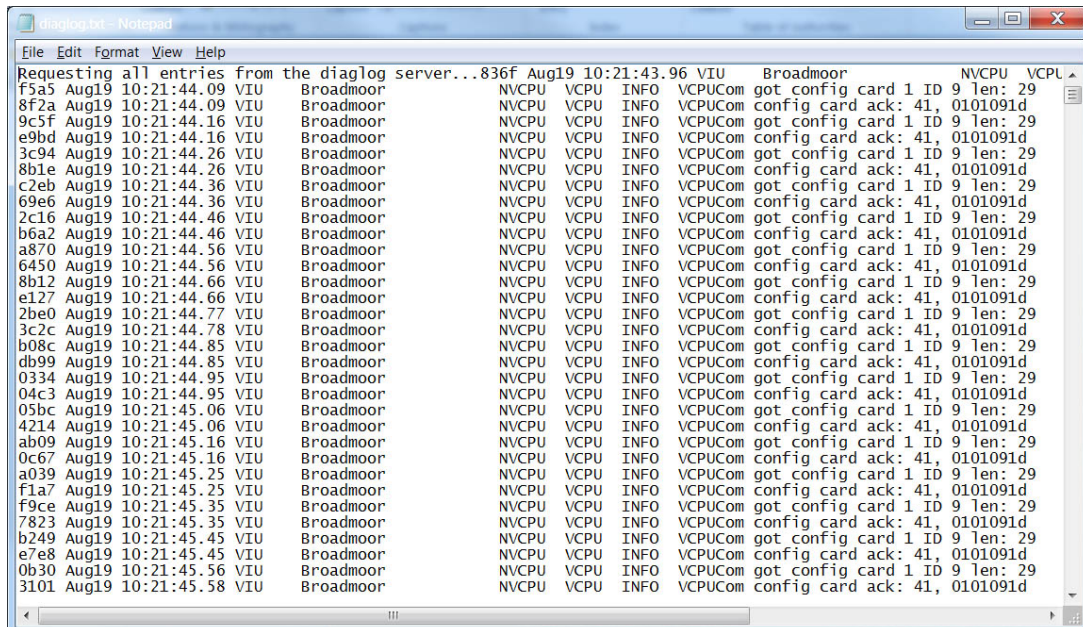 diaglog.txt - Notepad
File Edit Format View Help
Requesting all entries from the diaglog server...836f Aug19 10:21:43.96 VIU Broadmoor NVCPU VCPU
f5a5 Aug19 10:21:44.09 VIU Broadmoor NVCPU VCPU INFO VCPUCom got config card 1 ID 9 len: 29
8f2a Aug19 10:21:44.09 VIU Broadmoor NVCPU VCPU INFO VCPUCom config card ack: 41, 0101091d
9c5f Aug19 10:21:44.16 VIU Broadmoor NVCPU VCPU INFO VCPUCom got config card 1 ID 9 len: 29
e9bd Aug19 10:21:44.16 VIU Broadmoor NVCPU VCPU INFO VCPUCom config card ack: 41, 0101091d
3c94 Aug19 10:21:44.26 VIU Broadmoor NVCPU VCPU INFO VCPUCom got config card 1 ID 9 len: 29
8b1e Aug19 10:21:44.26 VIU Broadmoor NVCPU VCPU INFO VCPUCom config card ack: 41, 0101091d
c2eb Aug19 10:21:44.36 VIU Broadmoor NVCPU VCPU INFO VCPUCom got config card 1 ID 9 len: 29
69e6 Aug19 10:21:44.36 VIU Broadmoor NVCPU VCPU INFO VCPUCom config card ack: 41, 0101091d
2c16 Aug19 10:21:44.46 VIU Broadmoor NVCPU VCPU INFO VCPUCom got config card 1 ID 9 len: 29
b6a2 Aug19 10:21:44.46 VIU Broadmoor NVCPU VCPU INFO VCPUCom config card ack: 41, 0101091d
a870 Aug19 10:21:44.56 VIU Broadmoor NVCPU VCPU INFO VCPUCom got config card 1 ID 9 len: 29
6450 Aug19 10:21:44.56 VIU Broadmoor NVCPU VCPU INFO VCPUCom config card ack: 41, 0101091d
8b12 Aug19 10:21:44.66 VIU Broadmoor NVCPU VCPU INFO VCPUCom got config card 1 ID 9 len: 29
e127 Aug19 10:21:44.66 VIU Broadmoor NVCPU VCPU INFO VCPUCom config card ack: 41, 0101091d
2be0 Aug19 10:21:44.77 VIU Broadmoor NVCPU VCPU INFO VCPUCom got config card 1 ID 9 len: 29
3c2c Aug19 10:21:44.78 VIU Broadmoor NVCPU VCPU INFO VCPUCom config card ack: 41, 0101091d
b08c Aug19 10:21:44.85 VIU Broadmoor NVCPU VCPU INFO VCPUCom got config card 1 ID 9 len: 29
db99 Aug19 10:21:44.85 VIU Broadmoor NVCPU VCPU INFO VCPUCom config card ack: 41, 0101091d
0334 Aug19 10:21:44.95 VIU Broadmoor NVCPU VCPU INFO VCPUCom got config card 1 ID 9 len: 29
04c3 Aug19 10:21:44.95 VIU Broadmoor NVCPU VCPU INFO VCPUCom config card ack: 41, 0101091d
05bc Aug19 10:21:45.06 VIU Broadmoor NVCPU VCPU INFO VCPUCom got config card 1 ID 9 len: 29
4214 Aug19 10:21:45.06 VIU Broadmoor NVCPU VCPU INFO VCPUCom config card ack: 41, 0101091d
ab09 Aug19 10:21:45.16 VIU Broadmoor NVCPU VCPU INFO VCPUCom got config card 1 ID 9 len: 29
0c67 Aug19 10:21:45.16 VIU Broadmoor NVCPU VCPU INFO VCPUCom config card ack: 41, 0101091d
a039 Aug19 10:21:45.25 VIU Broadmoor NVCPU VCPU INFO VCPUCom got config card 1 ID 9 len: 29
f1a7 Aug19 10:21:45.25 VIU Broadmoor NVCPU VCPU INFO VCPUCom config card ack: 41, 0101091d
f9ce Aug19 10:21:45.35 VIU Broadmoor NVCPU VCPU INFO VCPUCom got config card 1 ID 9 len: 29
7823 Aug19 10:21:45.35 VIU Broadmoor NVCPU VCPU INFO VCPUCom config card ack: 41, 0101091d
b249 Aug19 10:21:45.45 VIU Broadmoor NVCPU VCPU INFO VCPUCom got config card 1 ID 9 len: 29
e7e8 Aug19 10:21:45.45 VIU Broadmoor NVCPU VCPU INFO VCPUCom config card ack: 41, 0101091d
0b30 Aug19 10:21:45.56 VIU Broadmoor NVCPU VCPU INFO VCPUCom got config card 1 ID 9 len: 29
3101 Aug19 10:21:45.58 VIU Broadmoor NVCPU VCPU INFO VCPUCom config card ack: 41, 0101091d